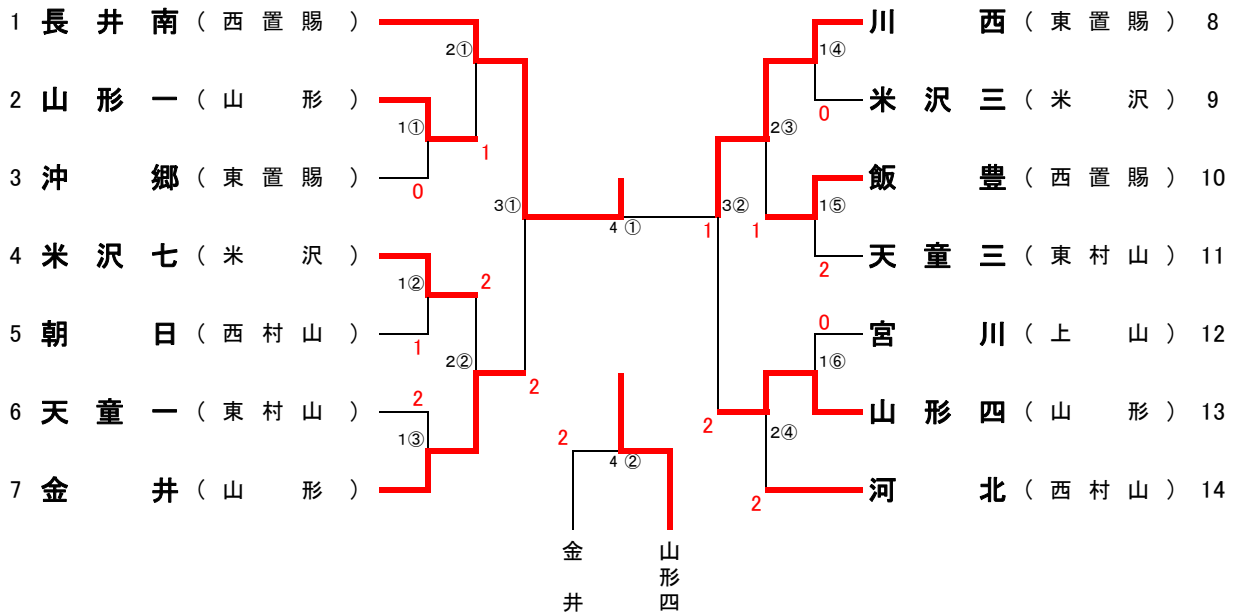 1 長井南 (西置賜)
2①
2 山形一 (山形)
1①
1
3 沖郷 (東置賜)
0
3①
4 米沢七 (米沢)
1②
2
5 朝日 (西村山)
1
2②
2
6 天童一 (東村山)
2
1③
7 金井 (山形)
4①
2
4②
金井
山形四
川西 (東置賜) 8
1④
米沢三 (米沢) 9
0
2③
飯豊 (西置賜) 10
1⑤
1
3②
1
天童三 (東村山) 11
2
0
宮川 (上山) 12
1⑥
2
山形四 (山形) 13
2④
河北 (西村山) 14
2